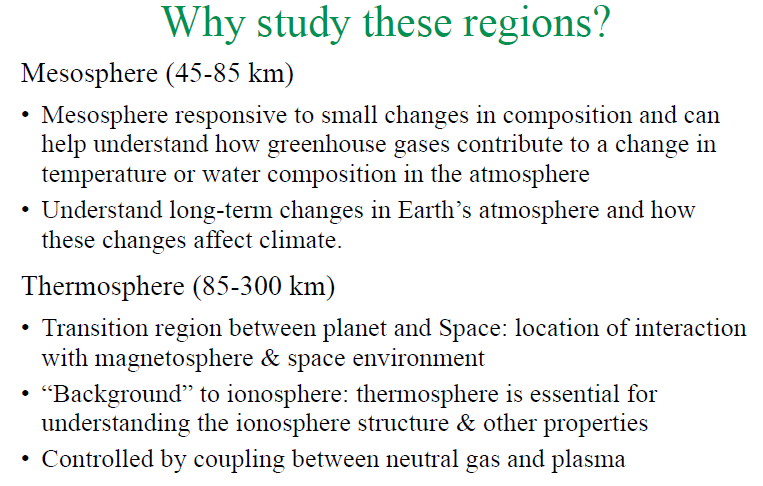 Why study these regions?
Mesosphere (45-85 km)
• Mesosphere responsive to small changes in composition and can
help understand how greenhouse gases contribute to a change in
temperature or water composition in the atmosphere
• Understand long-term changes in Earth’s atmosphere and how
these changes affect climate.
Thermosphere (85-300 km)
• Transition region between planet and Space: location of interaction
with magnetosphere & space environment
• “Background” to ionosphere: thermosphere is essential for
understanding the ionosphere structure & other properties
• Controlled by coupling between neutral gas and plasma